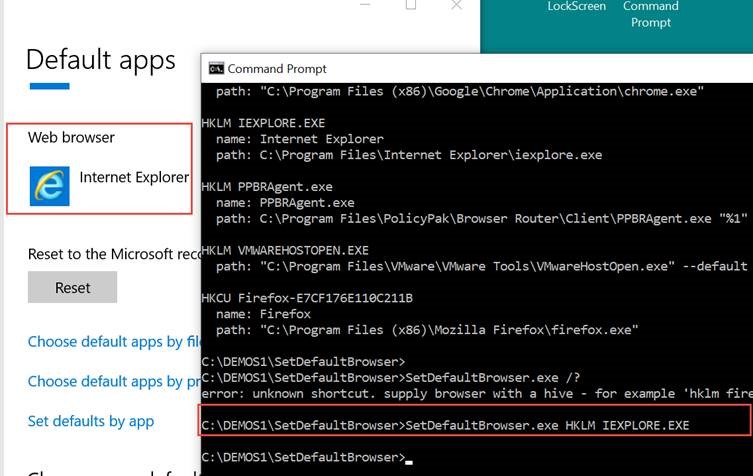 LockScreen
Command
Prompt
Default apps
Web browser
Internet Explorer
Reset to the Microsoft rec
Reset
Choose default apps by fil
Choose default apps by pr
Set defaults by app
Command Prompt
path: "C:\Program Files (x86)\Google\Chrome\Application\chrome.exe"
HKLM IEXPLORE.EXE
name: Internet Explorer
path: C:\Program Files\Internet Explorer\iexplore.exe
HKLM PPBRAgent.exe
name: PPBRAgent.exe
path: C:\Program Files\PolicyPak\Browser Router\Client\PPBRAgent.exe "%1"
HKLM VMWAREHOSTOPEN.EXE
path: "C:\Program Files\VMware\VMware Tools\VMwareHostOpen.exe" --default
HKCU Firefox-E7CF176E110C211B
name: Firefox
path: "C:\Program Files (x86)\Mozilla Firefox\firefox.exe"
C:\DEMOS1\SetDefaultBrowser>
C:\DEMOS1\SetDefaultBrowser>SetDefaultBrowser.exe /?
error: unknown shortcut. supply browser with a hive - for example 'hklm fire
C:\DEMOS1\SetDefaultBrowser>SetDefaultBrowser.exe HKLM IEXPLORE.EXE
C:\DEMOS1\SetDefaultBrowser>